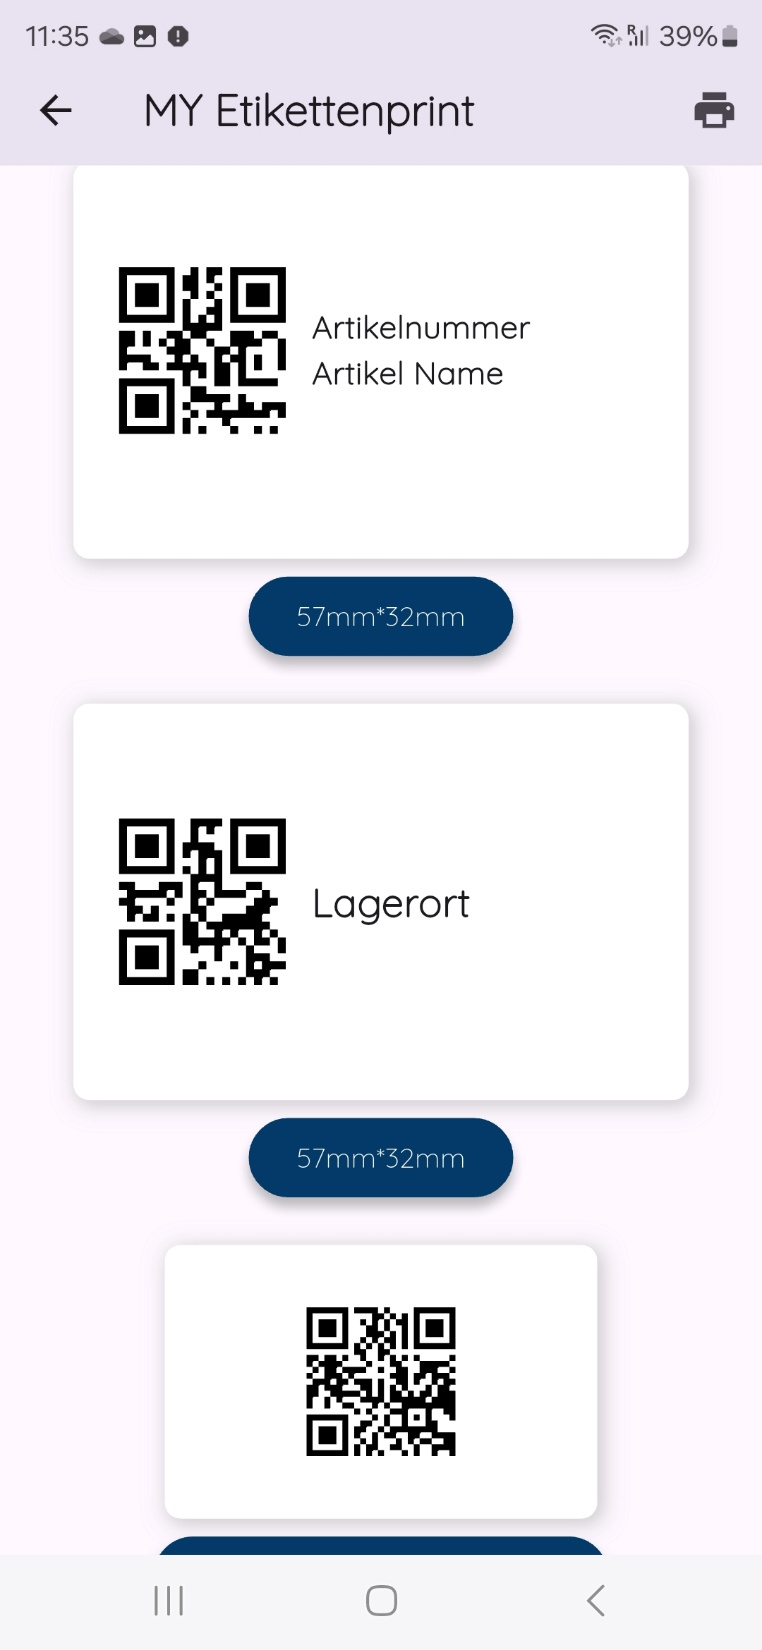 11:35 39%
MY Etikettenprint
Artikelnummer
Artikel Name
57mm*32mm
Lagerort
57mm*32mm